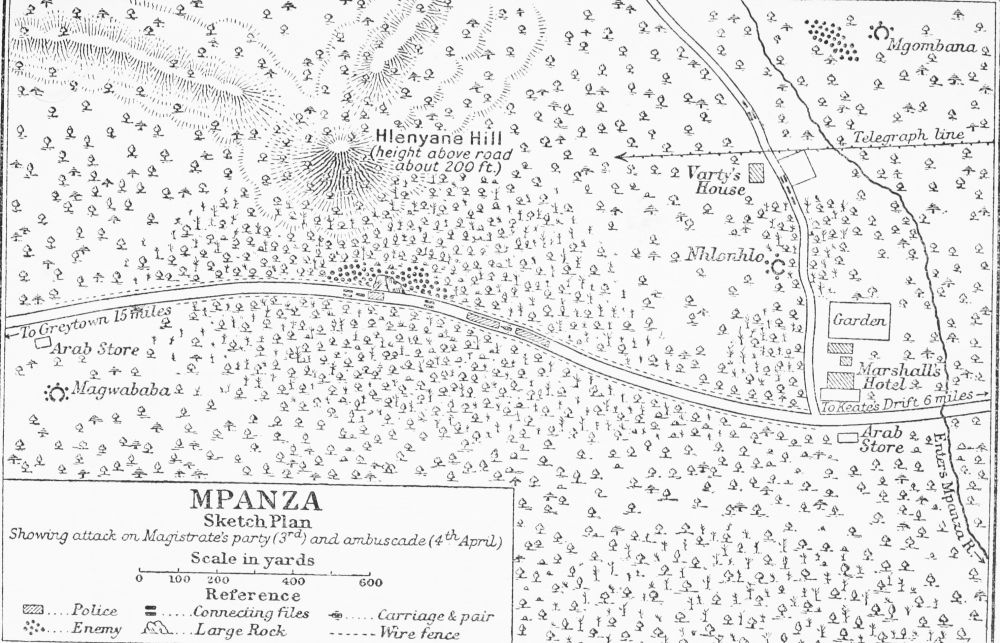 Mgombana
Telegraph line
Hlenyane Hill
(height above road
about 200 ft.)
Varty's
House
Nhlonhlo
Garden
To Greytown 15 miles
Arab Store
Magwababa
Marshall's
Hotel
To Keate's Drift 6 miles
Arab
Store
Enters Mpanza R.
MPANZA
Sketch Plan
Showing attack on Magistrate's party (3rd) and ambuscade (4th April)
Scale in yards
0 100 200 400 600
Reference
Police
Connecting files
Carriage & pair
Enemy
Large Rock
Wire fence